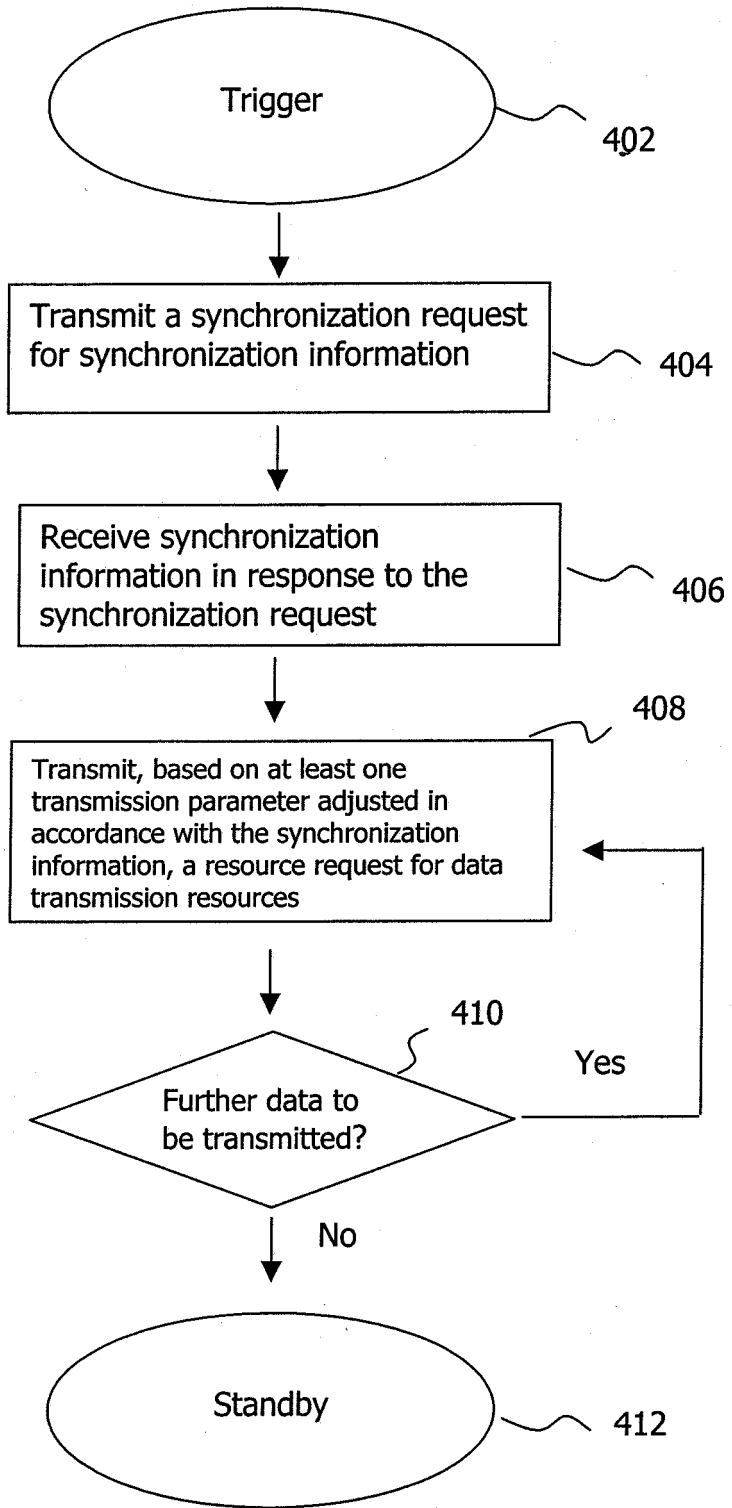 Trigger
402
Transmit a synchronization request
for synchronization information
404
Receive synchronization
information in response to the
synchronization request
406
408
Transmit, based on at least one
transmission parameter adjusted in
accordance with the synchronization
information, a resource request for data
transmission resources
410
Yes
Further data to
be transmitted?
No
Standby
412